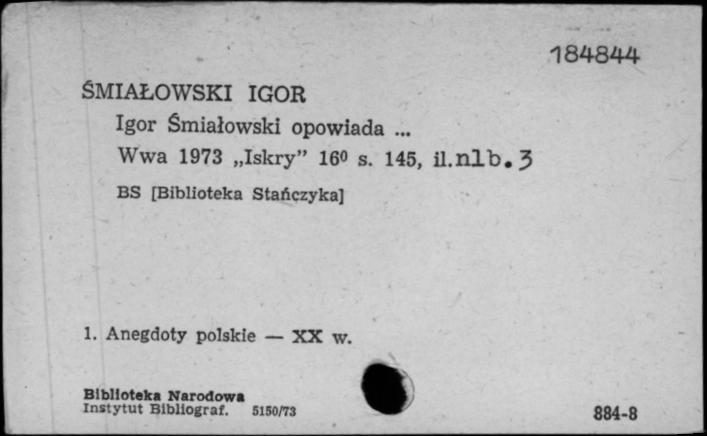 184844
ŚMIAŁOWSKI IGOR
Igor Śmiałowski opowiada ...
Wwa 1973 „Iskry” 16⁰ s. 145, il.nlb. 3
BS [Biblioteka Stańczyka]
1. Anegdoty polskie — XX w.
Biblioteka Narodowa
Instytut Bibliograf. 5150/73
884-8